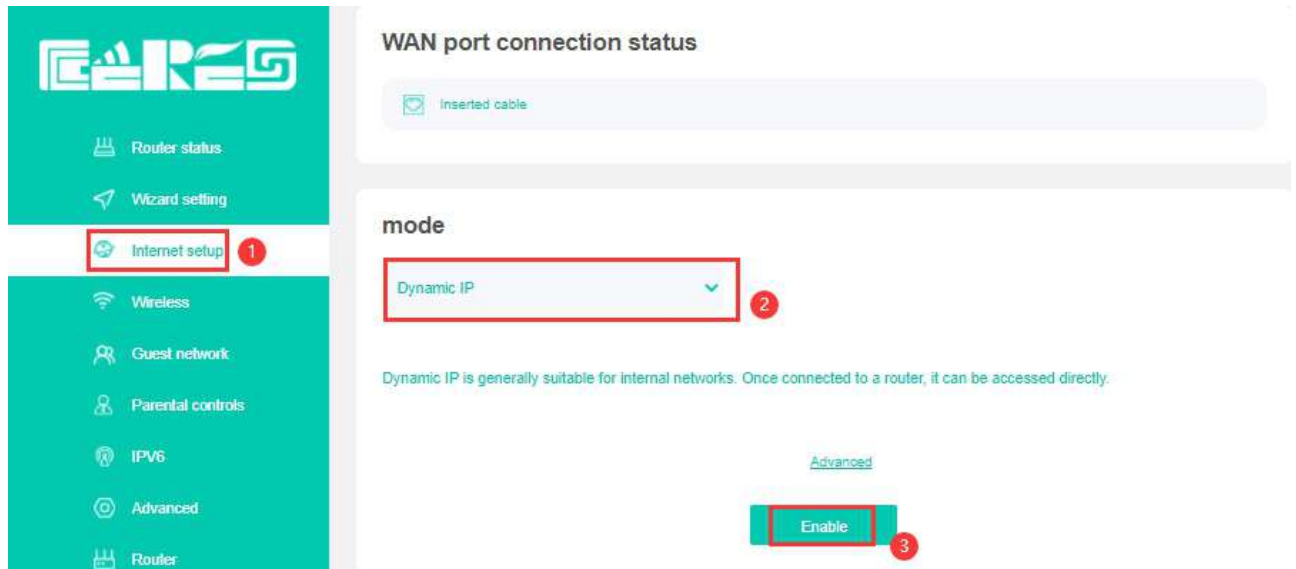 WAN port connection status
Inserted cable
Router status
Wizard setting
Internet setup 1
Wireless
Guest network
Parental controls
IPV6
Advanced
Router
mode
Dynamic IP
2
Dynamic IP is generally suitable for internal networks. Once connected to a router, it can be accessed directly.
Advanced
Enable
3